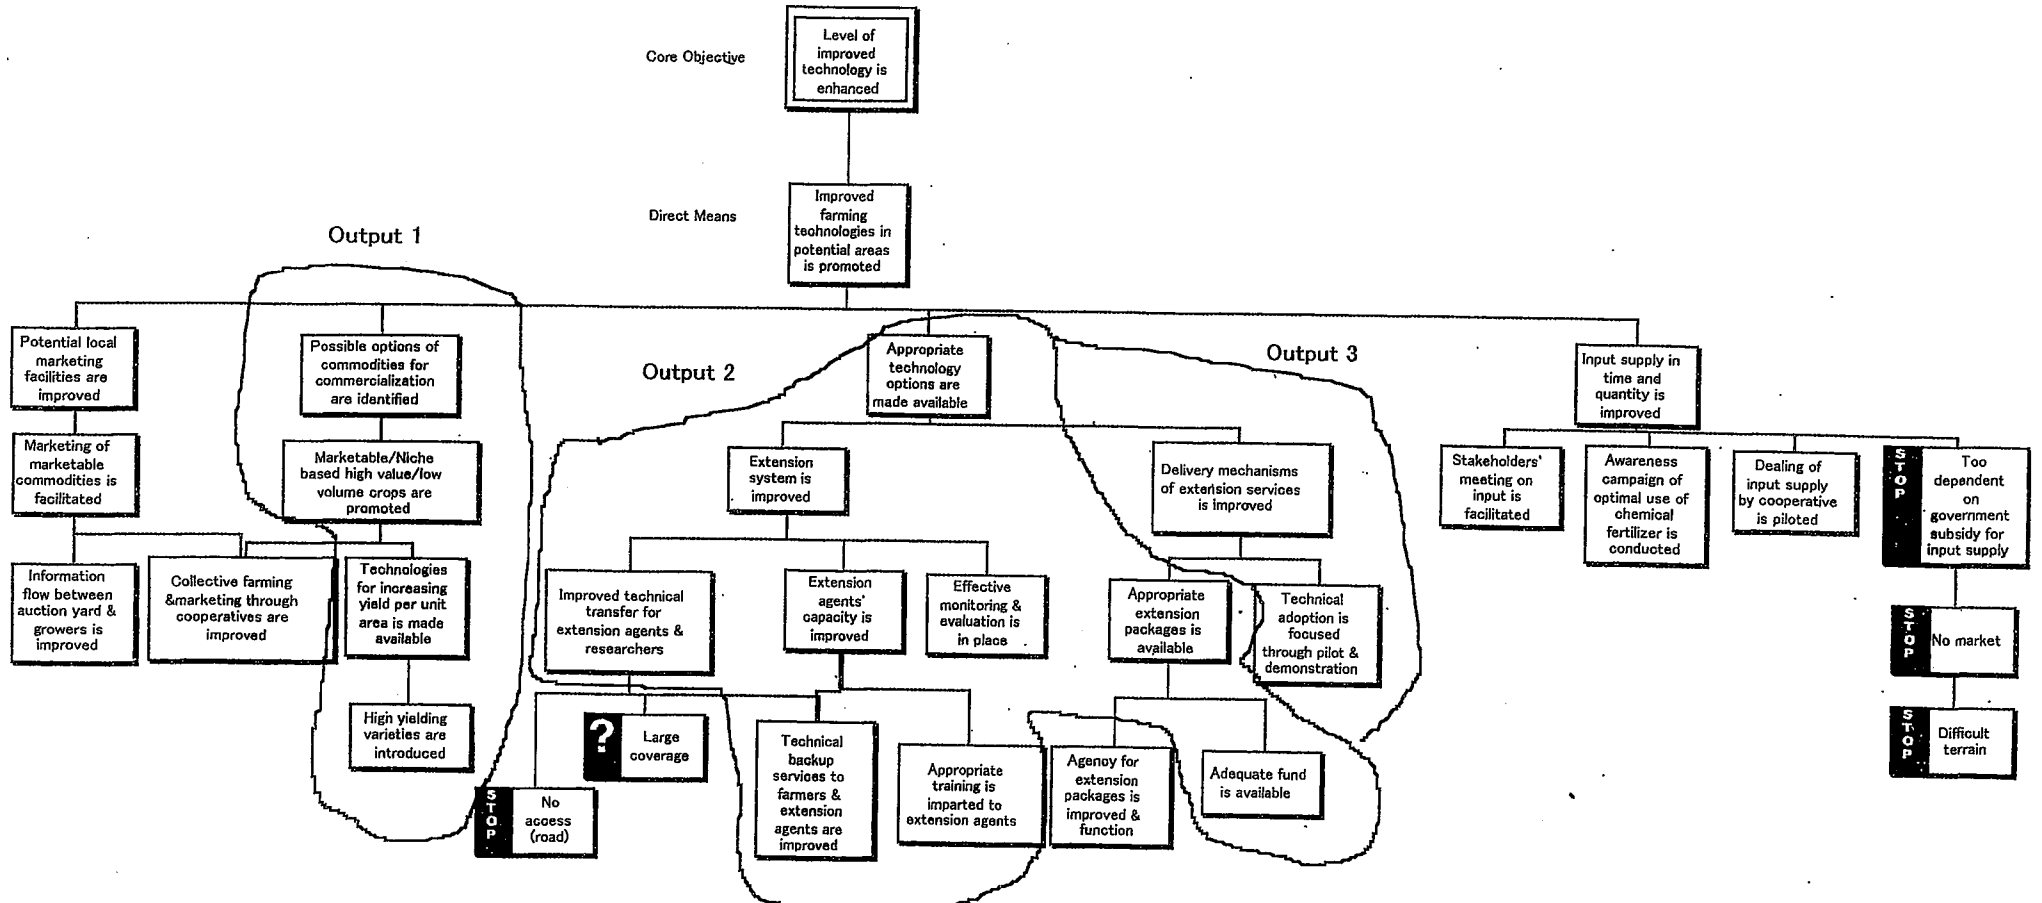 Core Objective
Level of
improved
technology is
enhanced
Direct Means
Improved
farming
technologies in
potential areas
is promoted
Output 1
Output 2
Output 3
Potential local
marketing
facilities are
improved
Possible options of
commodities for
commercialization
are identified
Appropriate
technology
options are
made available
Input supply in
time and
quantity is
improved
Marketing of
marketable
commodities is
facilitated
Marketable/Niche
based high value/low
volume crops are
promoted
Extension
system is
improved
Delivery mechanisms
of extension services
is improved
Stakeholders'
meeting on
input is
facilitated
Awareness
campaign of
optimal use of
chemical
fertilizer is
conducted
Dealing of
input supply
by cooperative
is piloted
STOP
Too
dependent
on
government
subsidy for
input supply
Information
flow between
auction yard &
growers is
improved
Collective farming
&marketing through
cooperatives are
improved
Technologies
for increasing
yield per unit
area is made
available
Improved technical
transfer for
extension agents &
researchers
Extension
agents'
capacity is
improved
Effective
monitoring &
evaluation is
in place
Appropriate
extension
packages is
available
Technical
adoption is
focused
through pilot &
demonstration
STOP
No market
High yielding
varieties are
introduced
STOP
No
access
(road)
?
Large
coverage
Technical
backup
services to
farmers &
extension
agents are
improved
Appropriate
training is
imparted to
extension agents
Agency for
extension
packages is
improved &
function
Adequate fund
is available
STOP
Difficult
terrain